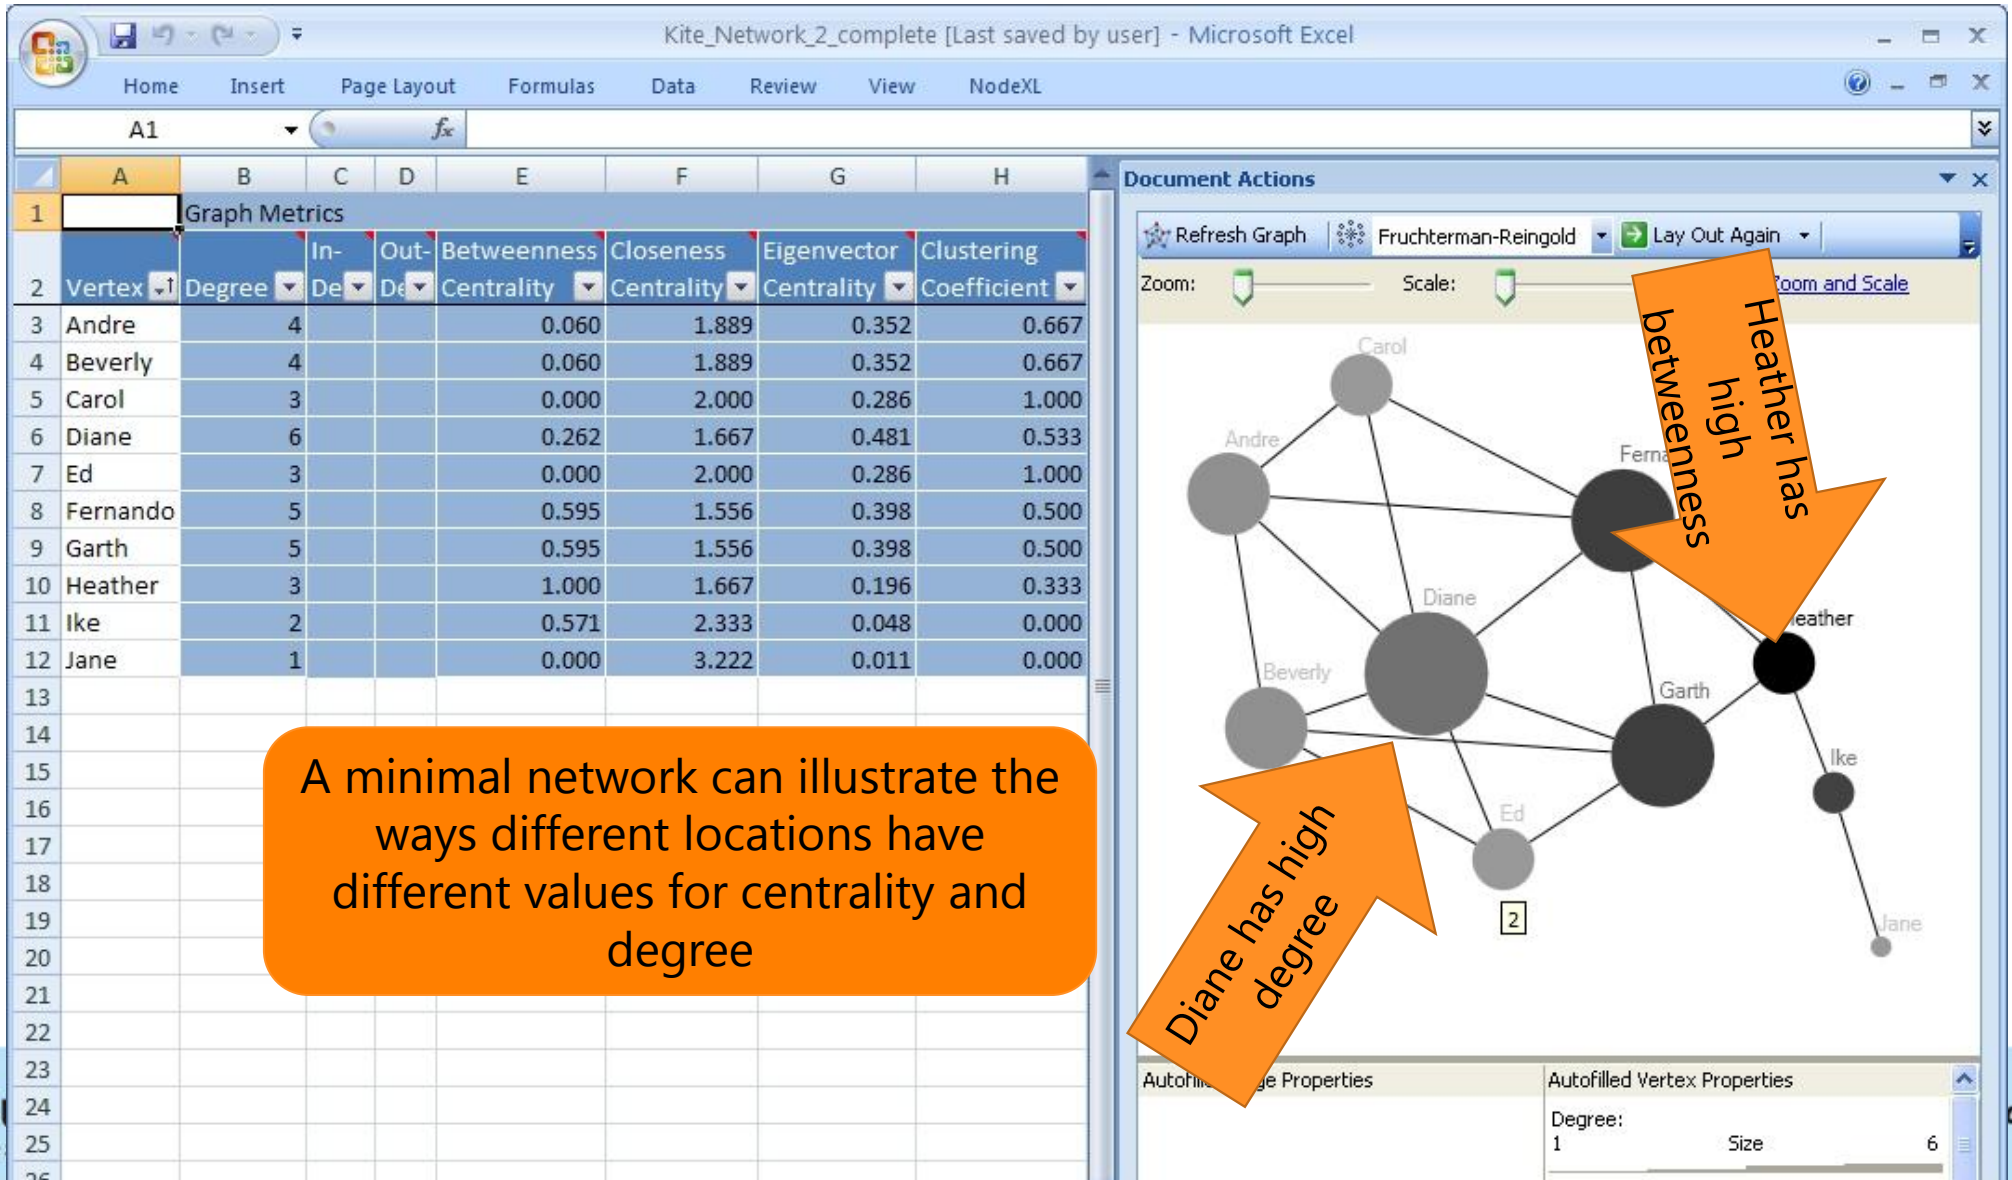 Kite_Network_2_complete [Last saved by user] - Microsoft Excel
Home Insert Page Layout Formulas Data Review View NodeXL
A1 fx
A B C D E F G H
1 Graph Metrics
In- Out- Betweenness Closeness Eigenvector Clustering
2 Vertex Degree De De Centrality Centrality Centrality Coefficient
3 Andre 4 0.060 1.889 0.352 0.667
4 Beverly 4 0.060 1.889 0.352 0.667
5 Carol 3 0.000 2.000 0.286 1.000
6 Diane 6 0.262 1.667 0.481 0.533
7 Ed 3 0.000 2.000 0.286 1.000
8 Fernando 5 0.595 1.556 0.398 0.500
9 Garth 5 0.595 1.556 0.398 0.500
10 Heather 3 1.000 1.667 0.196 0.333
11 Ike 2 0.571 2.333 0.048 0.000
12 Jane 1 0.000 3.222 0.011 0.000
13
14
15
16
17
18
19
20
21
22
23
24
25
A minimal network can illustrate the
ways different locations have
different values for centrality and
degree
Document Actions
Refresh Graph Fruchterman-Reingold Lay Out Again
Zoom: Scale: Zoom and Scale
Heather has
high
betweenness
Carol
Andre
Diane
Beverly
Garth
Ike
Ed
2
Jane
Diane has high
degree
Properties
Autofilled Vertex Properties
Degree:
1 Size 6